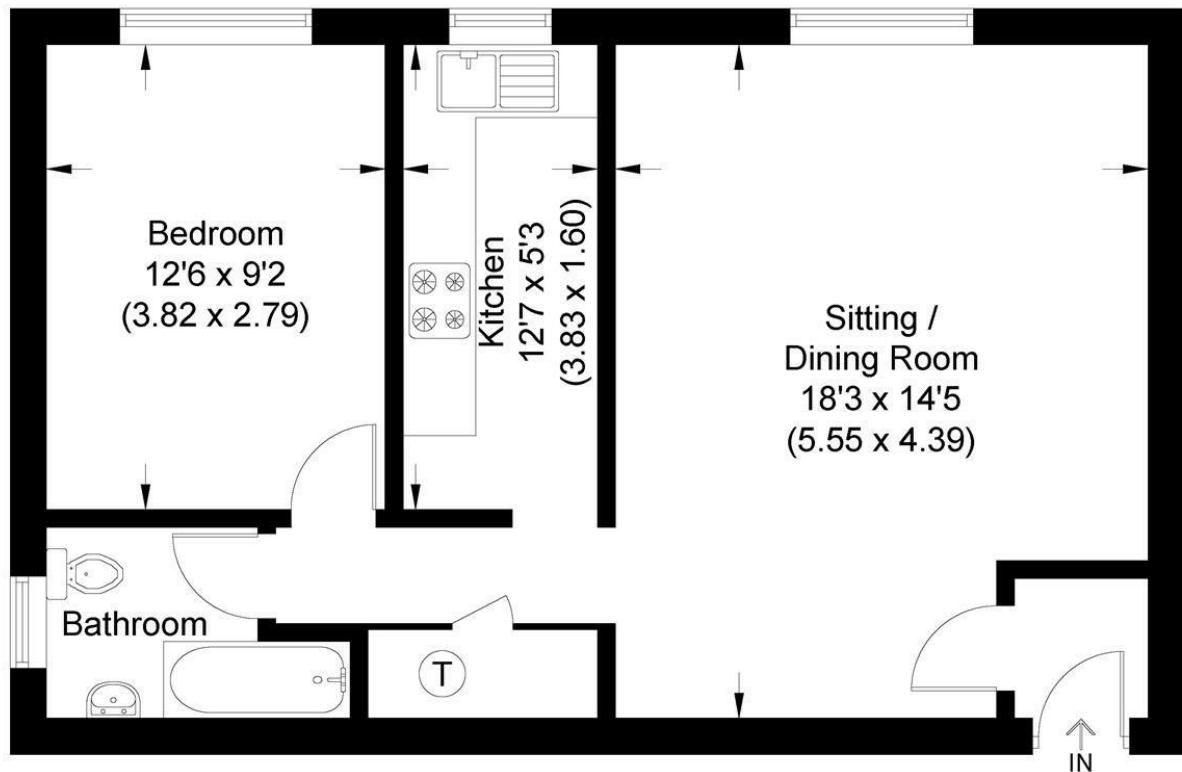 Bedroom
12'6 x 9'2
(3.82 x 2.79)
Kitchen
12'7 x 5'3
(3.83 x 1.60)
Sitting /
Dining Room
18'3 x 14'5
(5.55 x 4.39)
Bathroom
T
IN